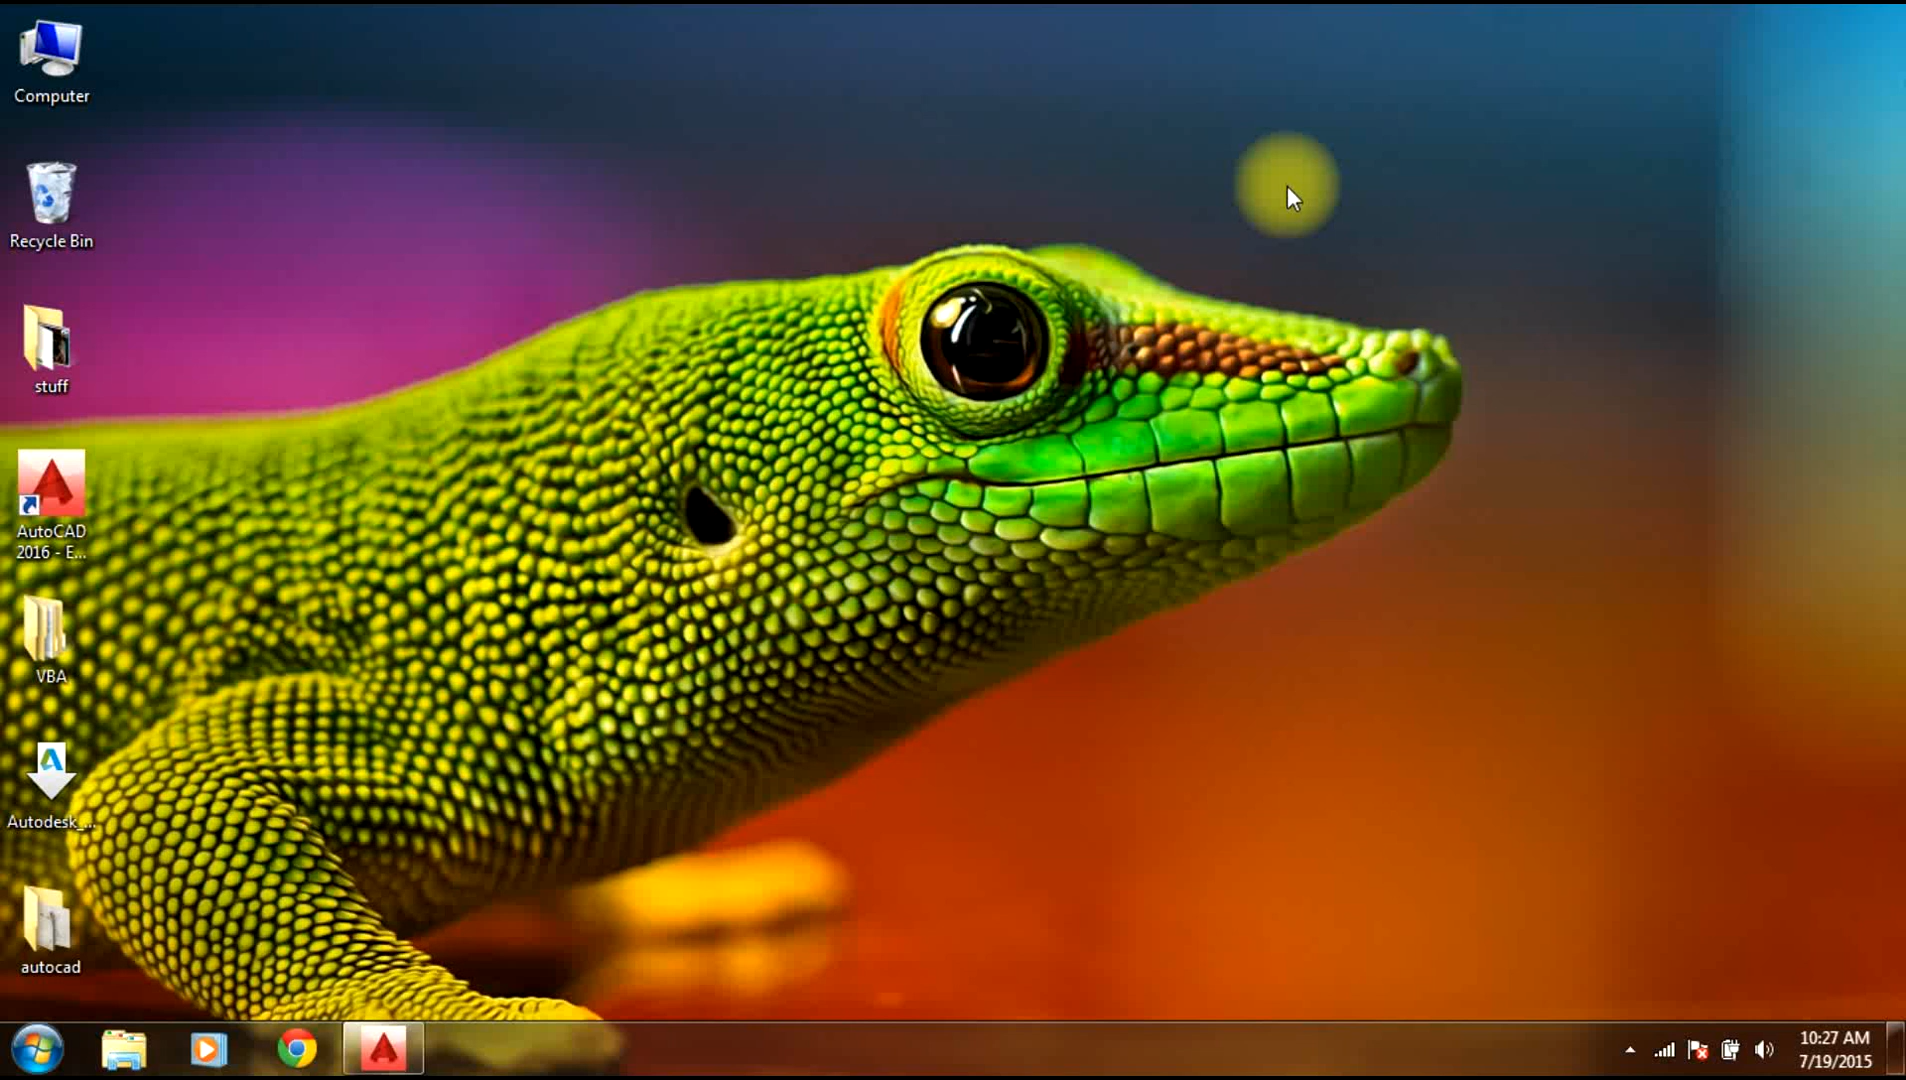 Computer
Recycle Bin
stuff
AutoCAD
2016 - E...
VBA
Autodesk_...
autocad
10:27 AM
7/19/2015